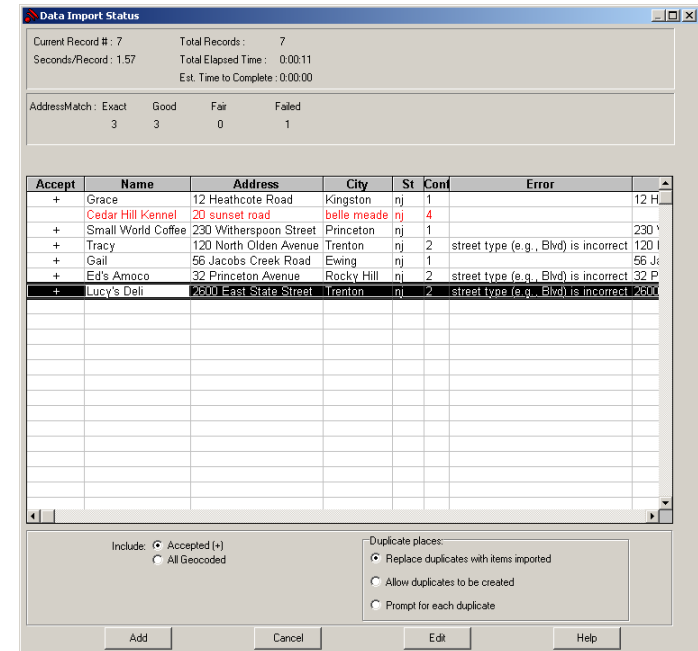 Data Import Status
Current Record # : 7 Total Records : 7
Seconds/Record : 1.57 Total Elapsed Time : 0:00:11
Est. Time to Complete : 0:00:00
AddressMatch : Exact Good Fair Failed
3 3 0 1
Accept Name Address City St Conf Error
+ Grace 12 Heathcote Road Kingston nj 1 12 H
Cedar Hill Kennel 20 sunset road belle meade nj 4
+ Small World Coffee 230 Witherspoon Street Princeton nj 1 230
+ Tracy 120 North Olden Avenue Trenton nj 2 street type (e.g., Blvd) is incorrect 120
+ Gail 56 Jacobs Creek Road Ewing nj 1 56 Ja
+ Ed's Amoco 32 Princeton Avenue Rocky Hill nj 2 street type (e.g., Blvd) is incorrect 32 P
+ Lucy's Deli 2600 East State Street Trenton nj 2 street type (e.g., Blvd) is incorrect 2600
Include: Accepted (+)
All Geocoded
Duplicate places:
Replace duplicates with items imported
Allow duplicates to be created
Prompt for each duplicate
Add Cancel Edit Help